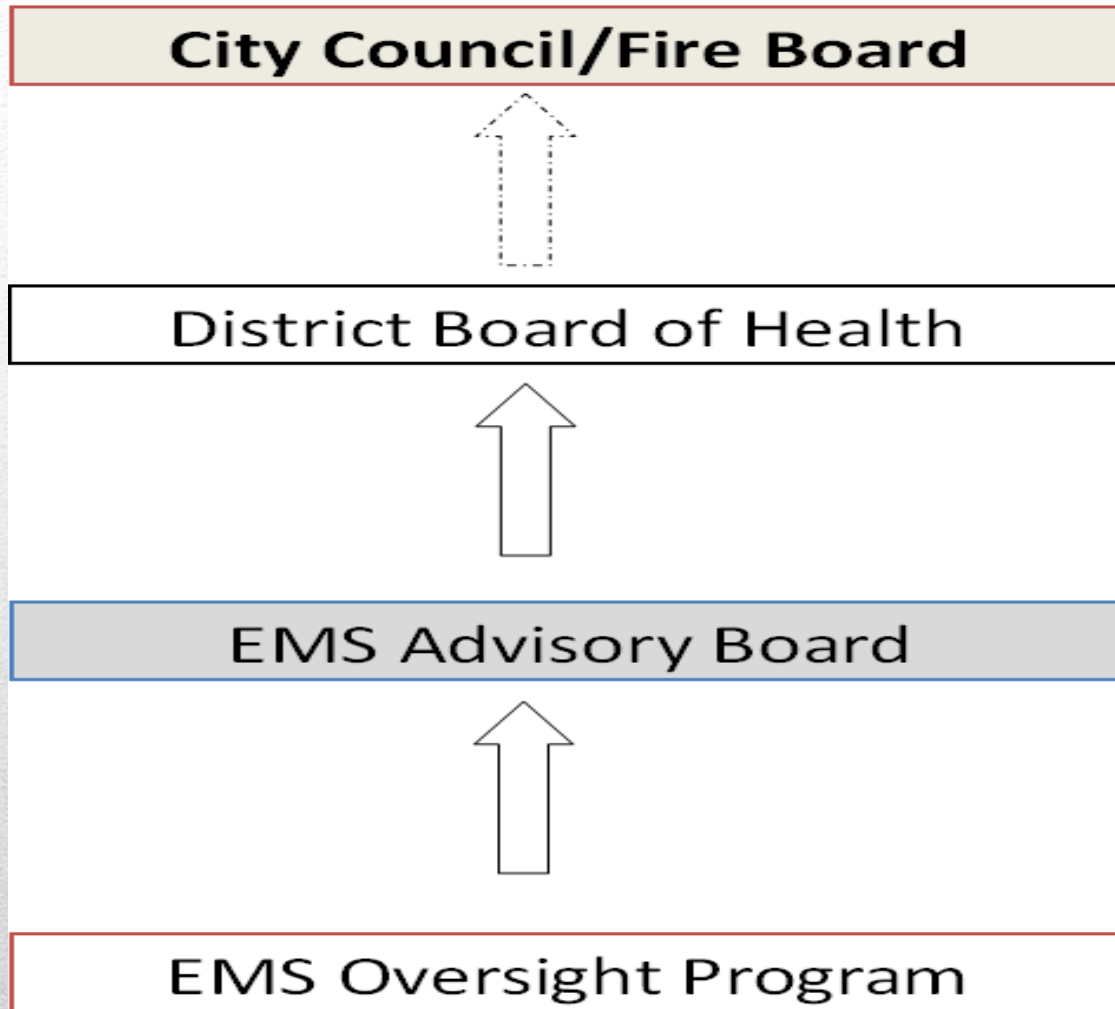 City Council/Fire Board
District Board of Health
EMS Advisory Board
EMS Oversight Program